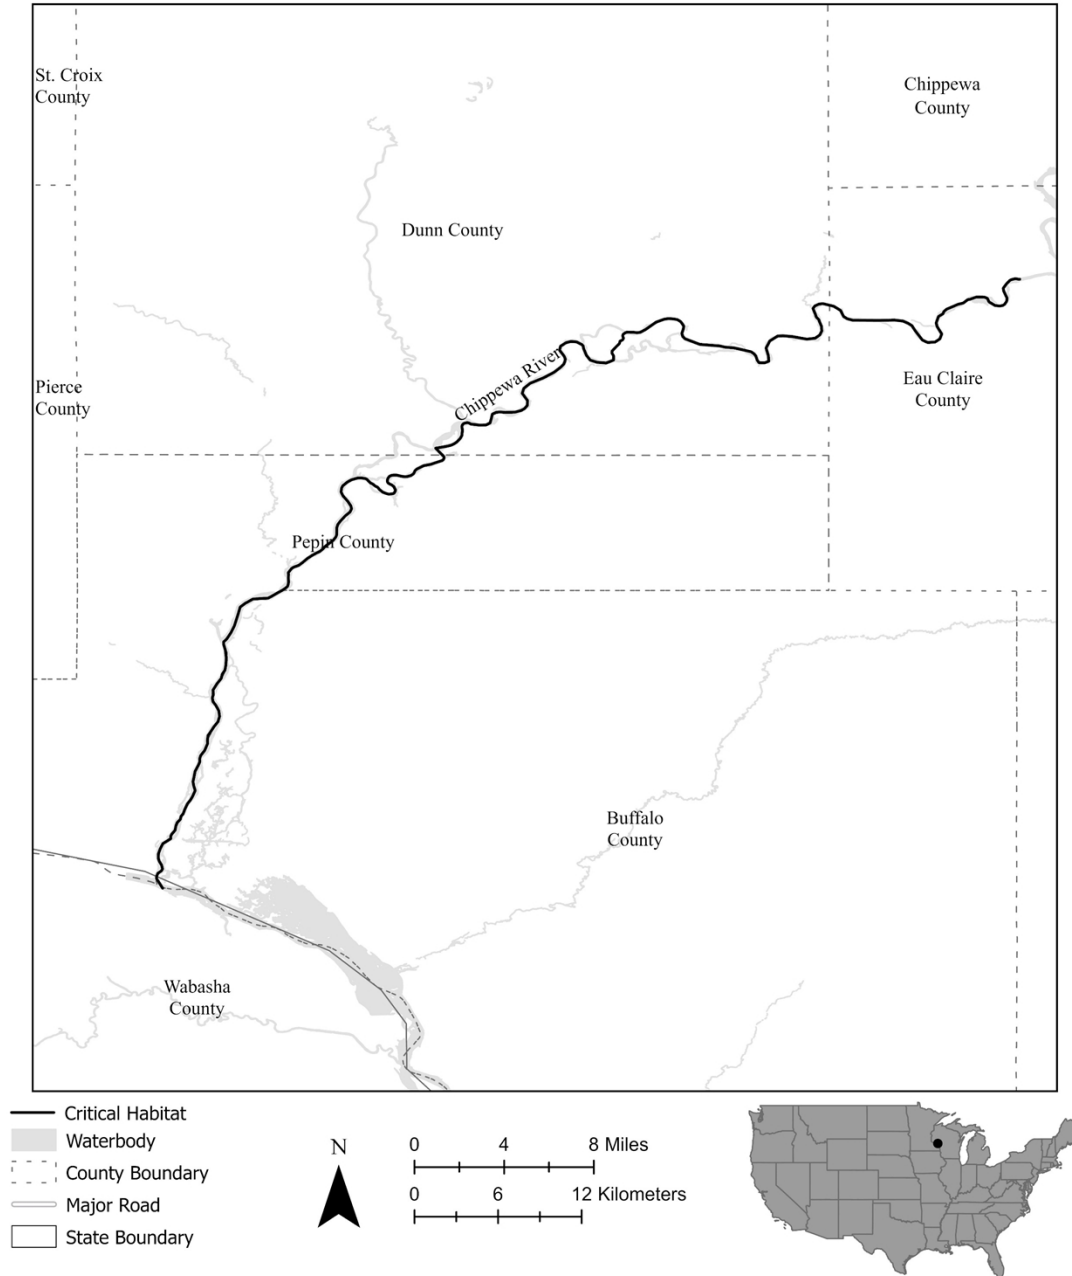 St. Croix
County
Chippewa
County
Dunn County
Pierce
County
Chippewa River
Eau Claire
County
Pepin County
Buffalo
County
Wabasha
County
Critical Habitat
Waterbody
County Boundary
Major Road
State Boundary
N
0 4 8 Miles
0 6 12 Kilometers